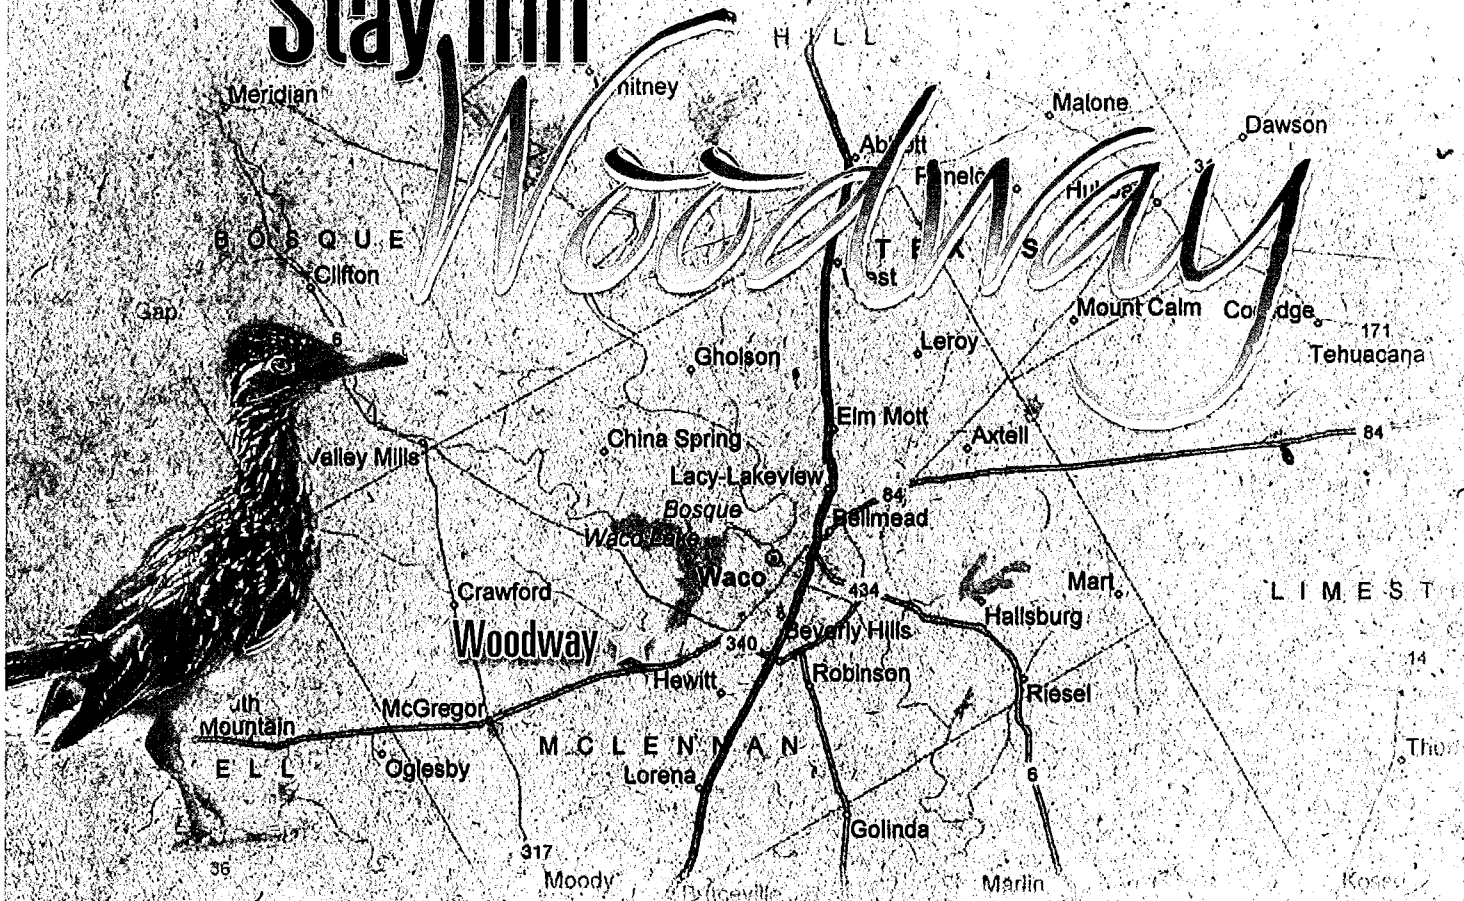 Stay Inn
Woodway
HILL
Meridian
Malone
Dawson
BOSQUE
Clifton
TEXAS
Gap
Mount Calm
6
171
Leroy
Tehuacana
Gholson
Elm Mott
China Spring
Axtell
84
Valley Mills
Lacy-Lakeview
84
Bosque
Bellmead
Waco Lake
Waco
Mart
434
LIMEST
Crawford
Hallsburg
Woodway
340
Beverly Hills
14
Hewitt
Robinson
Riesel
McGregor
Mountain
MCLENNAN
ELL
Oglesby
Lorena
6
Golinda
317
36
Moody
Bruceville
Marlin